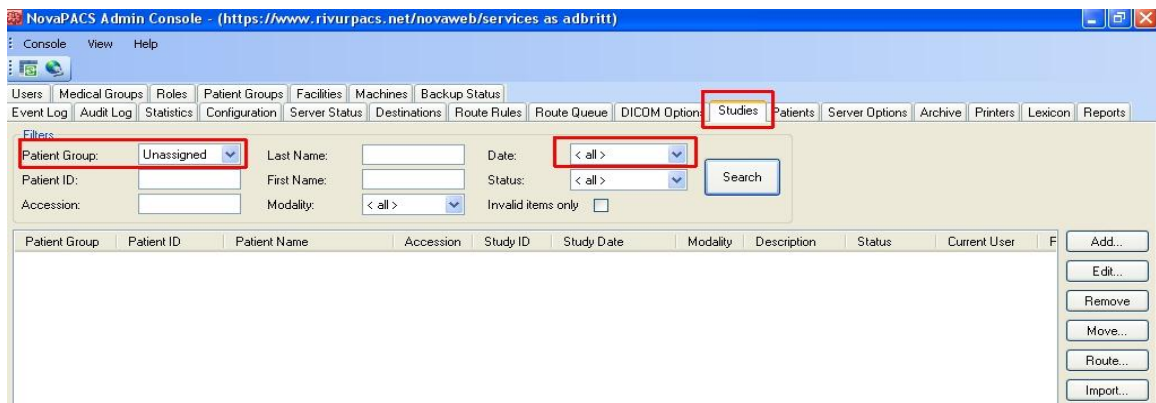 NovaPACS Admin Console - (https://www.rivurpacs.net/novaweb/services as adbritt)
Console View Help
Users Medical Groups Roles Patient Groups Facilities Machines Backup Status
Event Log Audit Log Statistics Configuration Server Status Destinations Route Rules Route Queue DICOM Options Studies Patients Server Options Archive Printers Lexicon Reports
Filters
Patient Group: Unassigned Last Name: Date: < all >
Patient ID: First Name: Status: < all > Search
Accession: Modality: < all > Invalid items only
Patient Group Patient ID Patient Name Accession Study ID Study Date Modality Description Status Current User F Add...
Edit...
Remove
Move...
Route...
Import...